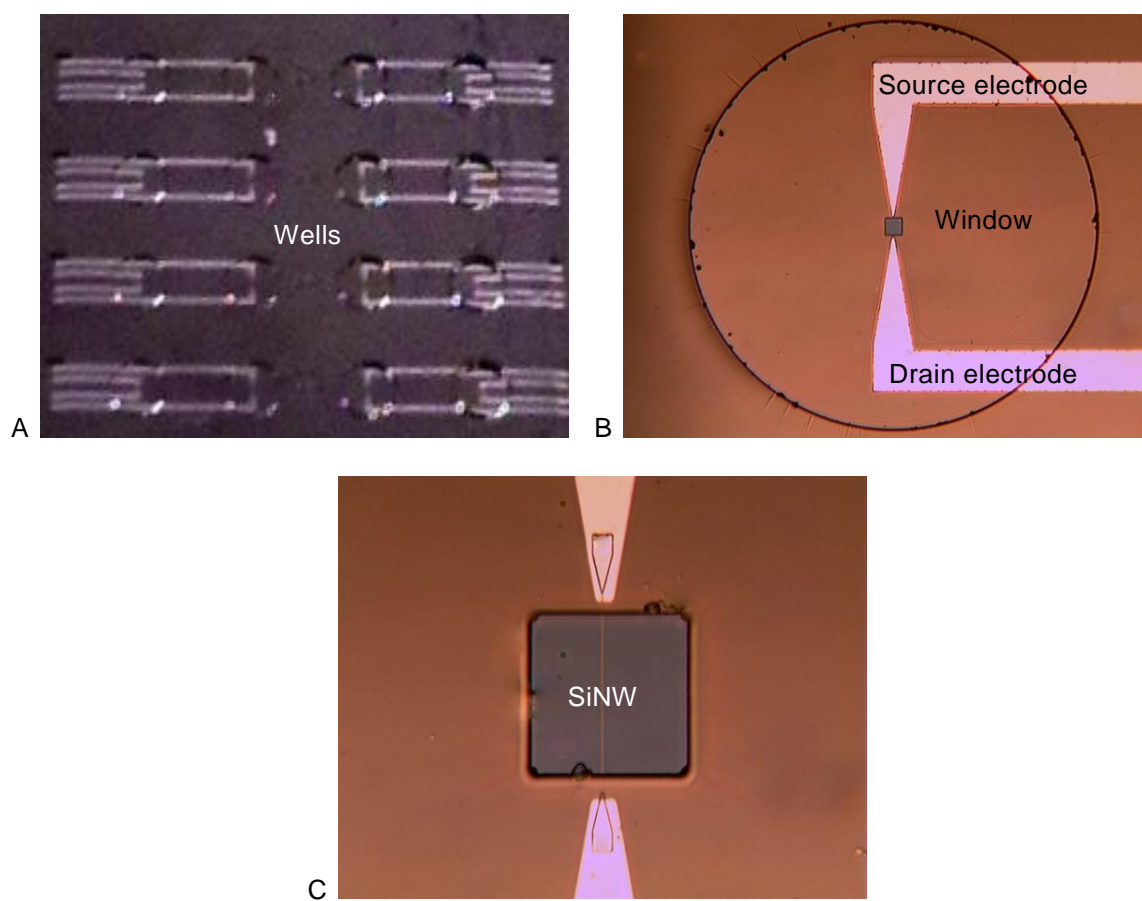 Wells
A
Source electrode
Window
Drain electrode
B
SiNW
C